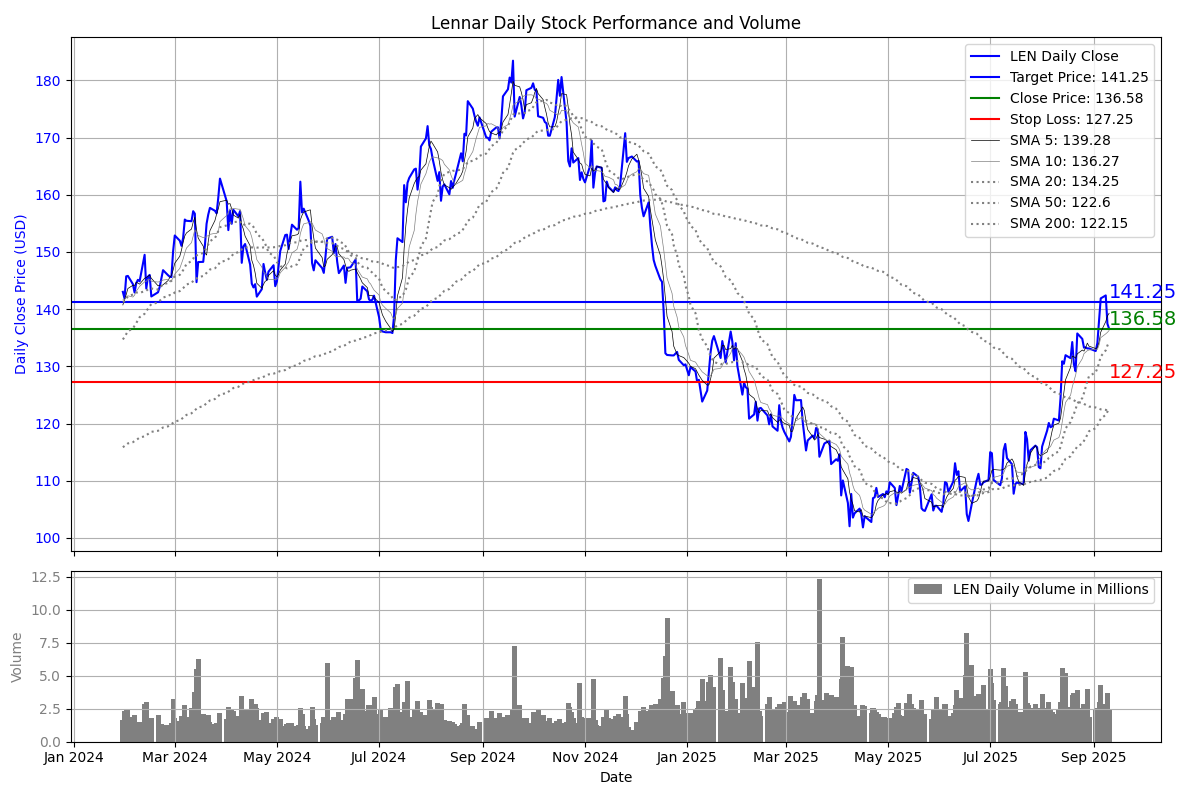 Lennar Daily Stock Performance and Volume
LEN Daily Close
Target Price: 141.25
Close Price: 136.58
Stop Loss: 127.25
SMA 5: 139.28
SMA 10: 136.27
SMA 20: 134.25
SMA 50: 122.6
SMA 200: 122.15
Daily Close Price (USD)
180
170
160
150
140
130
120
110
100
141.25
136.58
127.25
LEN Daily Volume in Millions
Volume
12.5
10.0
7.5
5.0
2.5
0.0
Jan 2024 Mar 2024 May 2024 Jul 2024 Sep 2024 Nov 2024 Jan 2025 Mar 2025 May 2025 Jul 2025 Sep 2025
Date